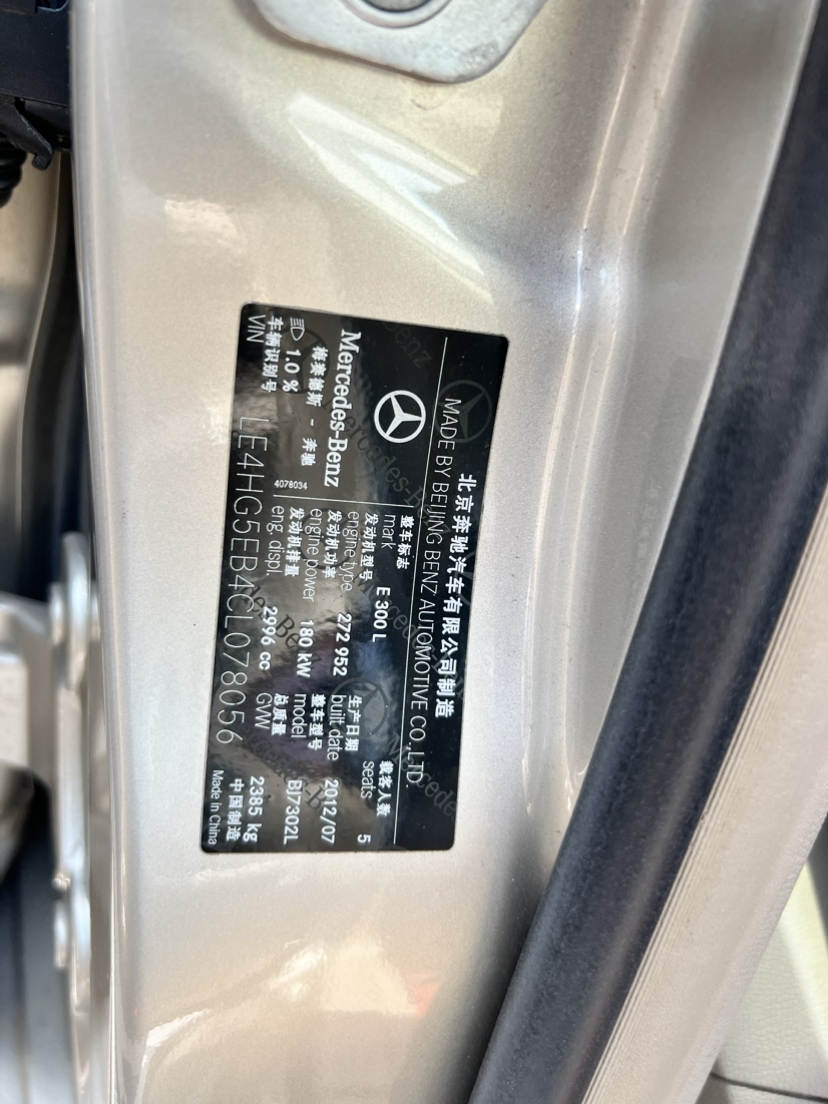 北京奔驰汽车有限公司制造
MADE BY BEIJING BENZ AUTOMOTIVE CO.,LTD
Mercedes-Benz
梅赛德斯 - 奔驰
1.0 %
4078034
整车标志
mark E 300 L
发动机型号
engine type 272 952
发动机功率
engine power 180 kW
发动机排量
eng. displ. 2996 cc
载客人数
seats 5
生产日期
built date 2012/07
整车型号
model BJ7302L
总质量
GVW 2385 kg
车辆识别号
VIN LE4HG5EB4CL078056
中国制造
Made in China